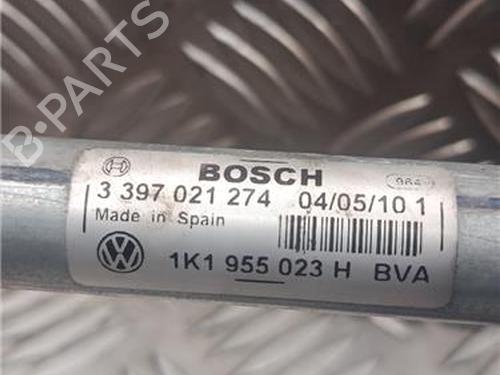 B-PARTS
BOSCH
3 397 021 274 04/05/10 1
Made in Spain
1K1 955 023 H BVA